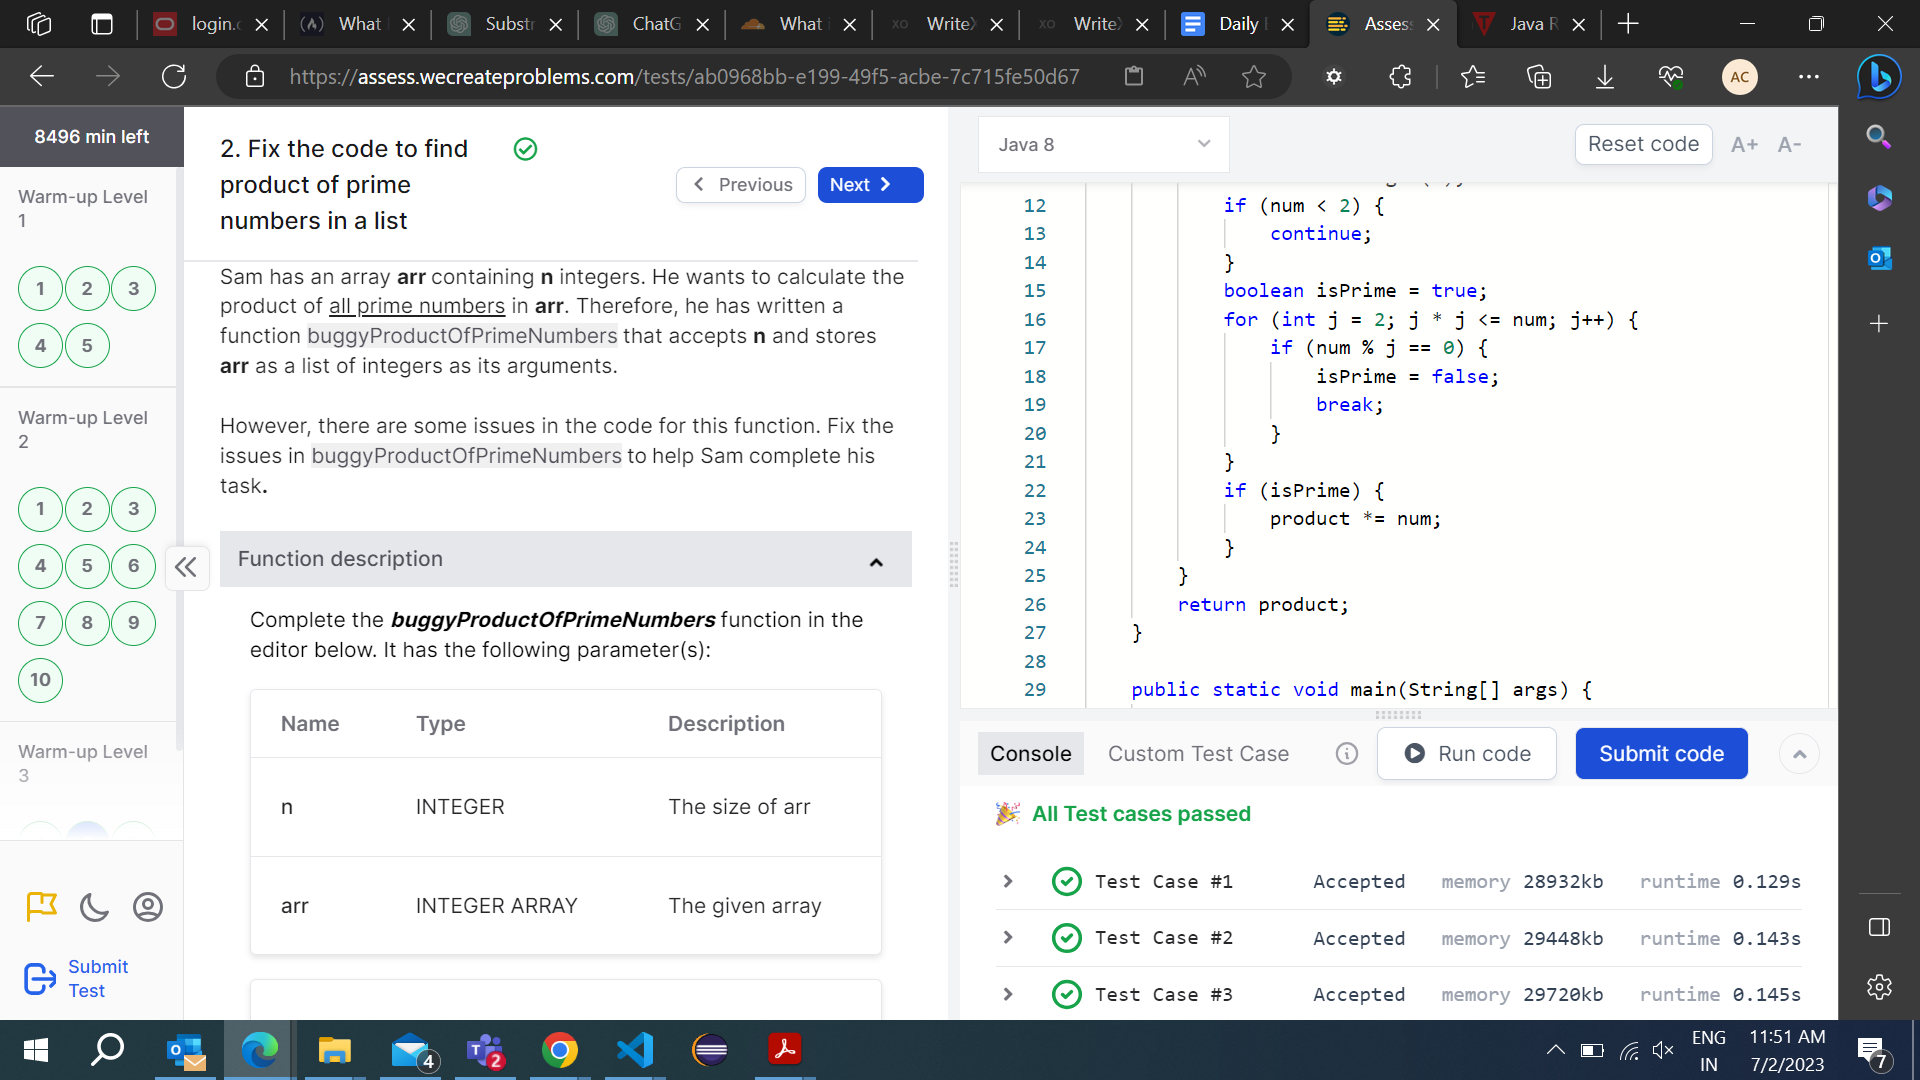 login.c
What
Substr
ChatG
What i
WriteX
WriteX
Daily E
Assess
Java R
https://assess.wecreateproblems.com/tests/ab0968bb-e199-49f5-acbe-7c715fe50d67
AC
8496 min left
Warm-up Level
1
1 2 3
4 5
Warm-up Level
2
1 2 3
4 5 6
7 8 9
10
Warm-up Level
3
Submit
Test
2. Fix the code to find
product of prime
numbers in a list
Previous
Next
Sam has an array arr containing n integers. He wants to calculate the
product of all prime numbers in arr. Therefore, he has written a
function buggyProductOfPrimeNumbers that accepts n and stores
arr as a list of integers as its arguments.
However, there are some issues in the code for this function. Fix the
issues in buggyProductOfPrimeNumbers to help Sam complete his
task.
Function description
Complete the buggyProductOfPrimeNumbers function in the
editor below. It has the following parameter(s):
Name Type Description
n INTEGER The size of arr
arr INTEGER ARRAY The given array
Java 8
Reset code A+ A-
12 if (num < 2) {
13 continue;
14 }
15 boolean isPrime = true;
16 for (int j = 2; j * j <= num; j++) {
17 if (num % j == 0) {
18 isPrime = false;
19 break;
20 }
21 }
22 if (isPrime) {
23 product *= num;
24 }
25 }
26 return product;
27 }
28
29 public static void main(String[] args) {
Console Custom Test Case Run code Submit code
All Test cases passed
Test Case #1 Accepted memory 28932kb runtime 0.129s
Test Case #2 Accepted memory 29448kb runtime 0.143s
Test Case #3 Accepted memory 29720kb runtime 0.145s
4
2
ENG
IN
11:51 AM
7/2/2023
7